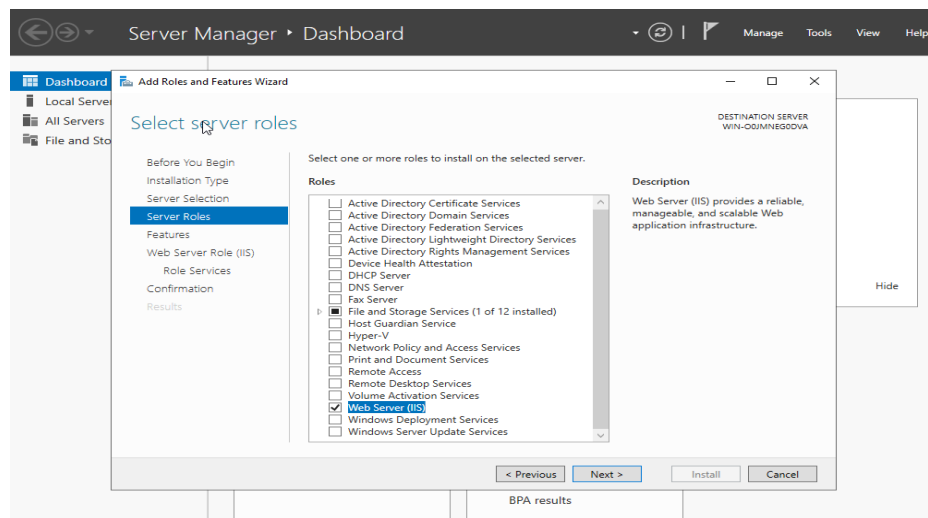 Server Manager ‣ Dashboard
Manage Tools View Help
Dashboard
Local Server
All Servers
File and Sto
Add Roles and Features Wizard
Select server roles
DESTINATION SERVER
WIN-O0JMNEG0DVA
Before You Begin
Installation Type
Server Selection
Server Roles
Features
Web Server Role (IIS)
Role Services
Confirmation
Results
Select one or more roles to install on the selected server.
Roles
Active Directory Certificate Services
Active Directory Domain Services
Active Directory Federation Services
Active Directory Lightweight Directory Services
Active Directory Rights Management Services
Device Health Attestation
DHCP Server
DNS Server
Fax Server
File and Storage Services (1 of 12 installed)
Host Guardian Service
Hyper-V
Network Policy and Access Services
Print and Document Services
Remote Access
Remote Desktop Services
Volume Activation Services
Web Server (IIS)
Windows Deployment Services
Windows Server Update Services
Description
Web Server (IIS) provides a reliable,
manageable, and scalable Web
application infrastructure.
Hide
< Previous Next > Install Cancel
BPA results